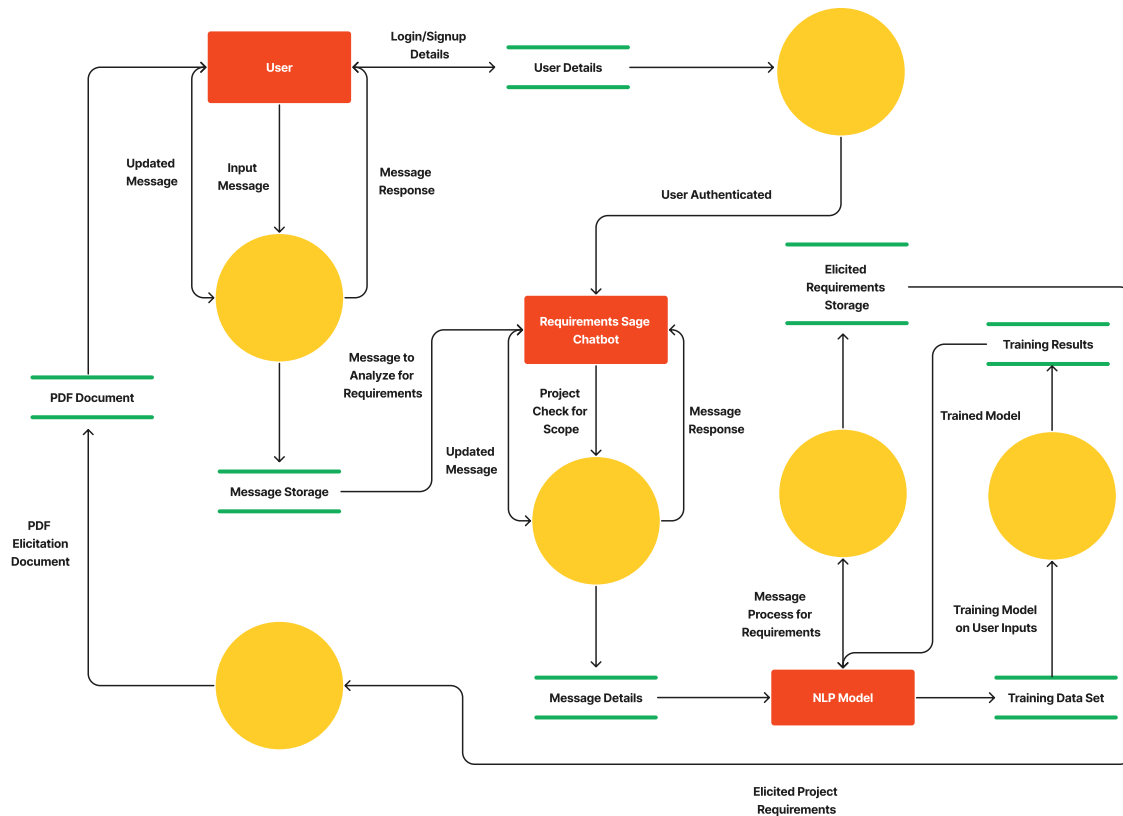 Login/Signup
Details
User
User Details
Updated
Message
Input
Message
Message
Response
User Authenticated
Elicited
Requirements
Storage
Requirements Sage
Chatbot
Training Results
Message to
Analyze for
Requirements
PDF Document
Project
Check for
Scope
Message
Response
Trained Model
Updated
Message
Message Storage
PDF
Elicitation
Document
Message
Process for
Requirements
Training Model
on User Inputs
Message Details
NLP Model
Training Data Set
Elicited Project
Requirements